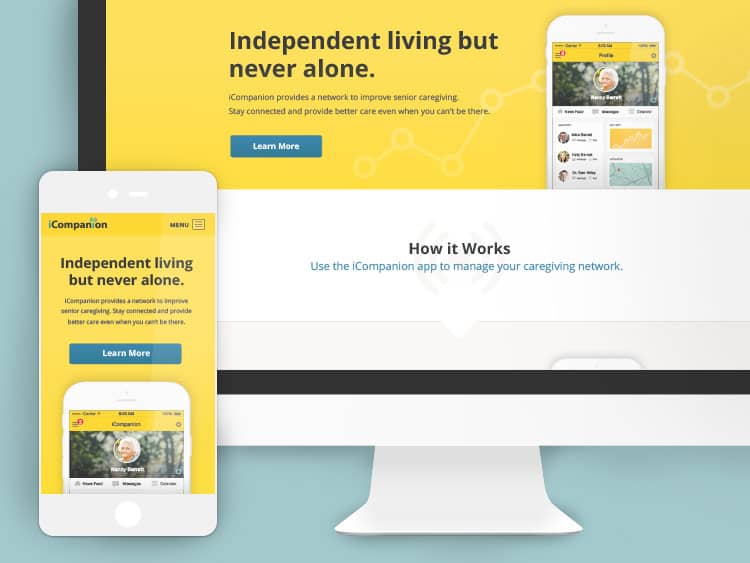 Independent living but
never alone.
iCompanion provides a network to improve senior caregiving.
Stay connected and provide better care even when you can't be there.
Learn More
Profile
Nancy Barrett
News Feed
Messages
Calendar
How it Works
Use the iCompanion app to manage your caregiving network.
iCompanion
MENU
Independent living
but never alone.
iCompanion provides a network to improve
senior caregiving. Stay connected and provide
better care even when you can't be there.
Learn More
iCompanion
Nancy Barrett
News Feed
Messages
Calendar